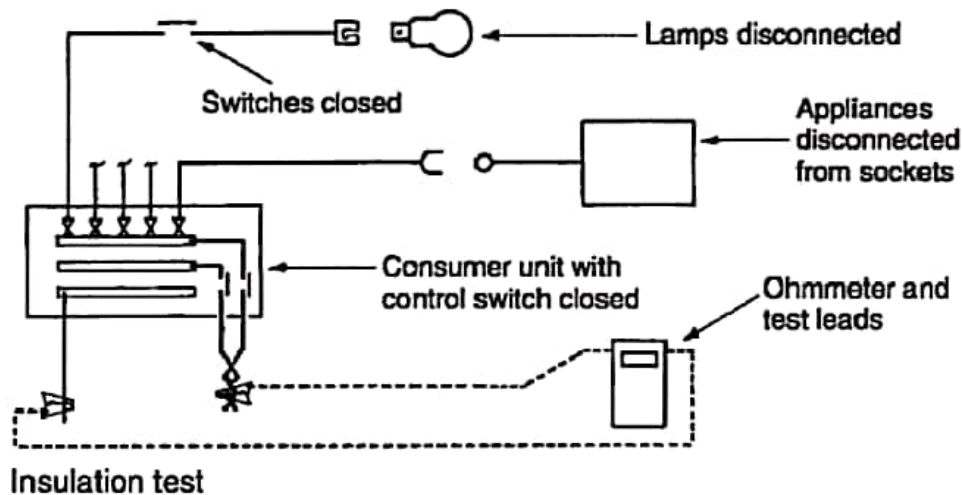 Lamps disconnected
Switches closed
Appliances
disconnected
from sockets
Consumer unit with
control switch closed
Ohmmeter and
test leads
Insulation test